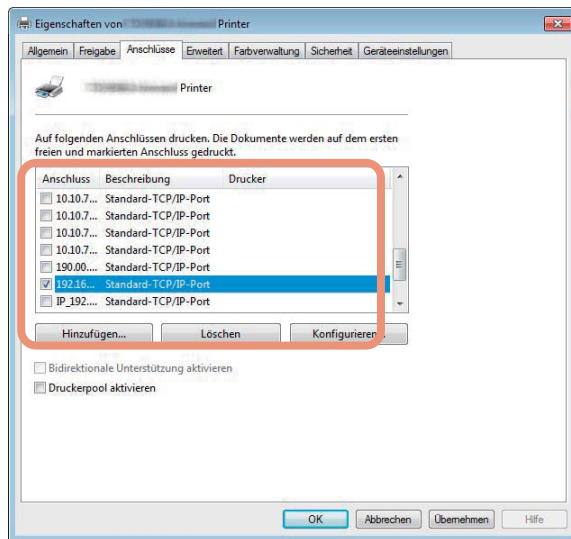 Eigenschaften von Printer
Allgemein Freigabe Anschlüsse Erweitert Farbverwaltung Sicherheit Geräteeinstellungen
Printer
Auf folgenden Anschlüssen drucken. Die Dokumente werden auf dem ersten
freien und markierten Anschluss gedruckt.
Anschluss Beschreibung Drucker
10.10.7... Standard-TCP/IP-Port
10.10.7... Standard-TCP/IP-Port
10.10.7... Standard-TCP/IP-Port
10.10.7... Standard-TCP/IP-Port
190.00.... Standard-TCP/IP-Port
192.16... Standard-TCP/IP-Port
IP_192.... Standard-TCP/IP-Port
Hinzufügen... Löschen Konfigurieren...
Bidirektionale Unterstützung aktivieren
Druckerpool aktivieren
OK Abbrechen Übernehmen Hilfe